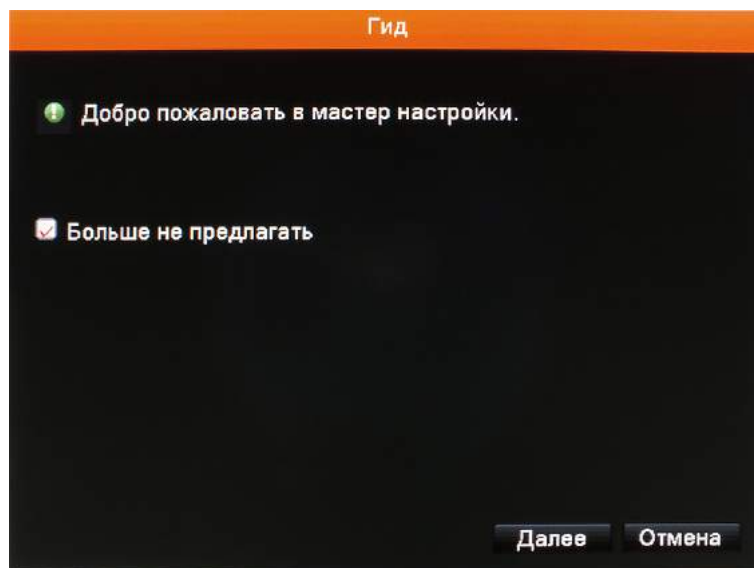 Гид
Добро пожаловать в мастер настройки.
Больше не предлагать
Далее Отмена